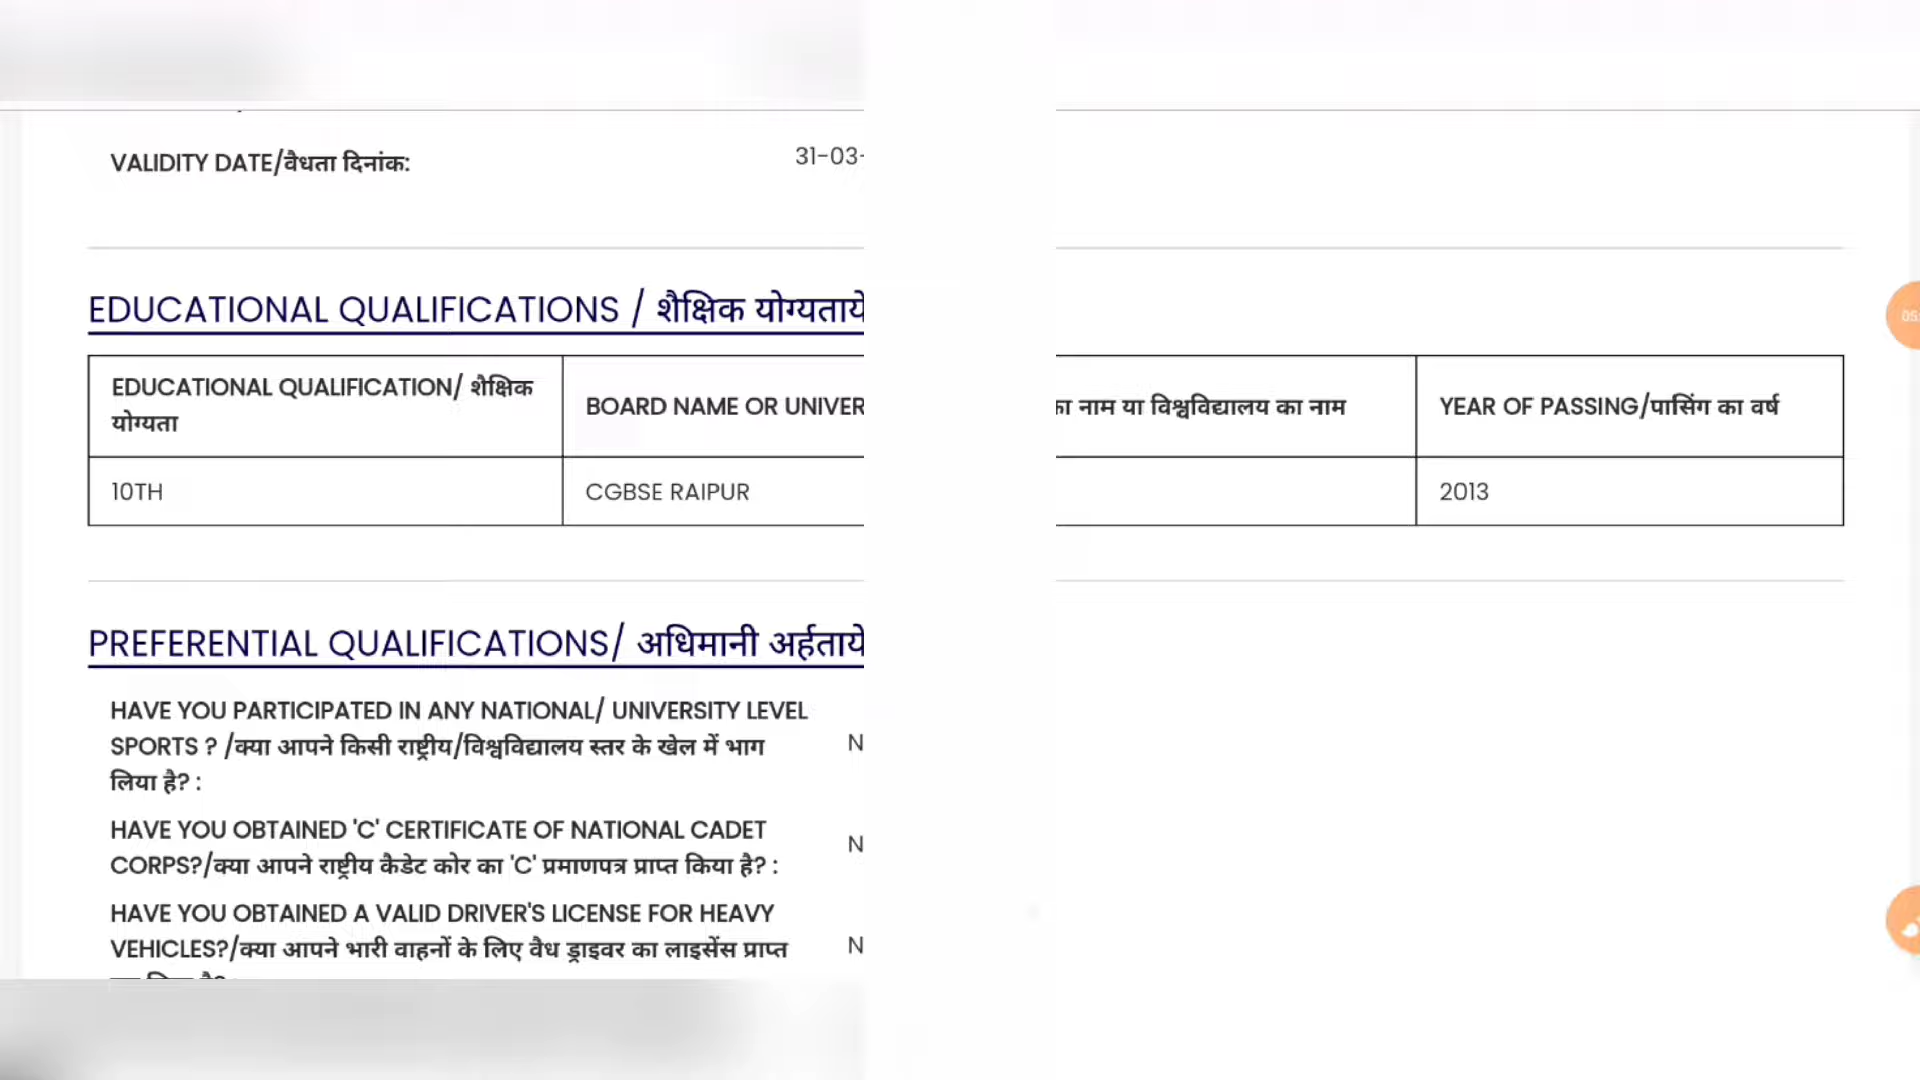 VALIDITY DATE/वैधता दिनांक: 31-03-
EDUCATIONAL QUALIFICATIONS / शैक्षिक योग्यताये
EDUCATIONAL QUALIFICATION/ शैक्षिक
योग्यता
BOARD NAME OR UNIVER
नाम या विश्वविद्यालय का नाम
YEAR OF PASSING/पासिंग का वर्ष
10TH
CGBSE RAIPUR
2013
PREFERENTIAL QUALIFICATIONS/ अधिमानी अर्हताये
HAVE YOU PARTICIPATED IN ANY NATIONAL/ UNIVERSITY LEVEL
SPORTS ? /क्या आपने किसी राष्ट्रीय/विश्वविद्यालय स्तर के खेल में भाग
लिया है? :
N
HAVE YOU OBTAINED 'C' CERTIFICATE OF NATIONAL CADET
CORPS?/क्या आपने राष्ट्रीय कैडेट कोर का 'C' प्रमाणपत्र प्राप्त किया है? :
N
HAVE YOU OBTAINED A VALID DRIVER'S LICENSE FOR HEAVY
VEHICLES?/क्या आपने भारी वाहनों के लिए वैध ड्राइवर का लाइसेंस प्राप्त
N
05